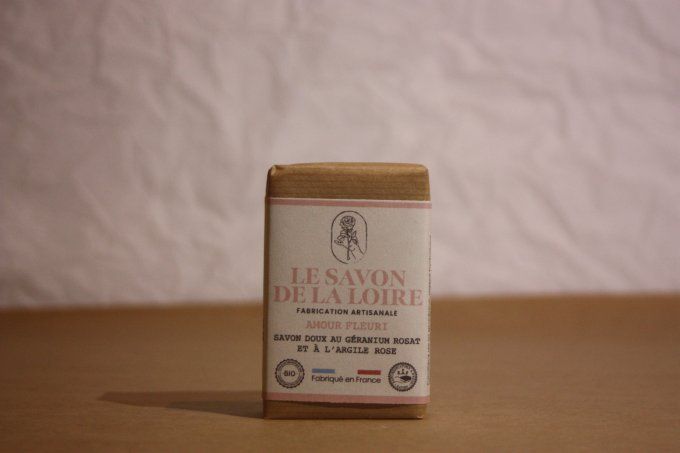 LE SAVON
DE LA LOIRE
FABRICATION ARTISANALE
AMOUR FLEURI
SAVON DOUX AU GÉRANIUM ROSAT
ET À L'ARGILE ROSE
BIO
Fabriqué en France